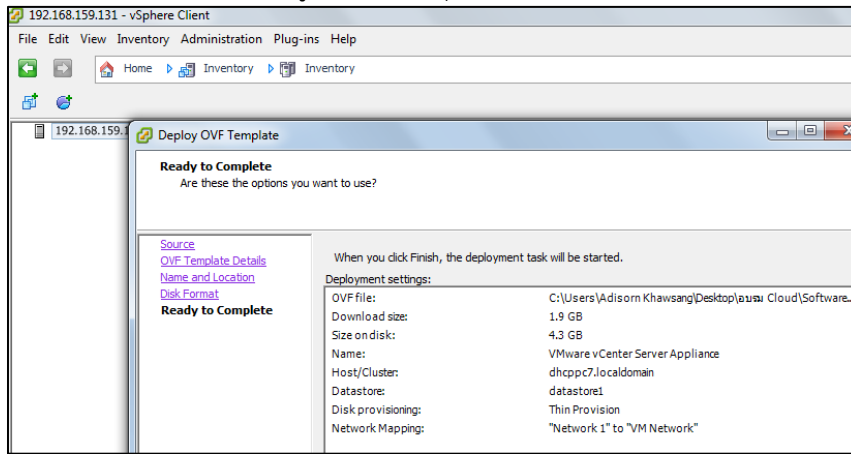 192.168.159.131 - vSphere Client
File Edit View Inventory Administration Plug-ins Help
Home Inventory Inventory
192.168.159.1
Deploy OVF Template
Ready to Complete
Are these the options you want to use?
Source
OVF Template Details
Name and Location
Disk Format
Ready to Complete
When you click Finish, the deployment task will be started.
Deployment settings:
OVF file: C:\Users\Adisorn Khawsang\Desktop\อบรม Cloud\Software..
Download size: 1.9 GB
Size on disk: 4.3 GB
Name: VMware vCenter Server Appliance
Host/Cluster: dhcppc7.localdomain
Datastore: datastore1
Disk provisioning: Thin Provision
Network Mapping: "Network 1" to "VM Network"